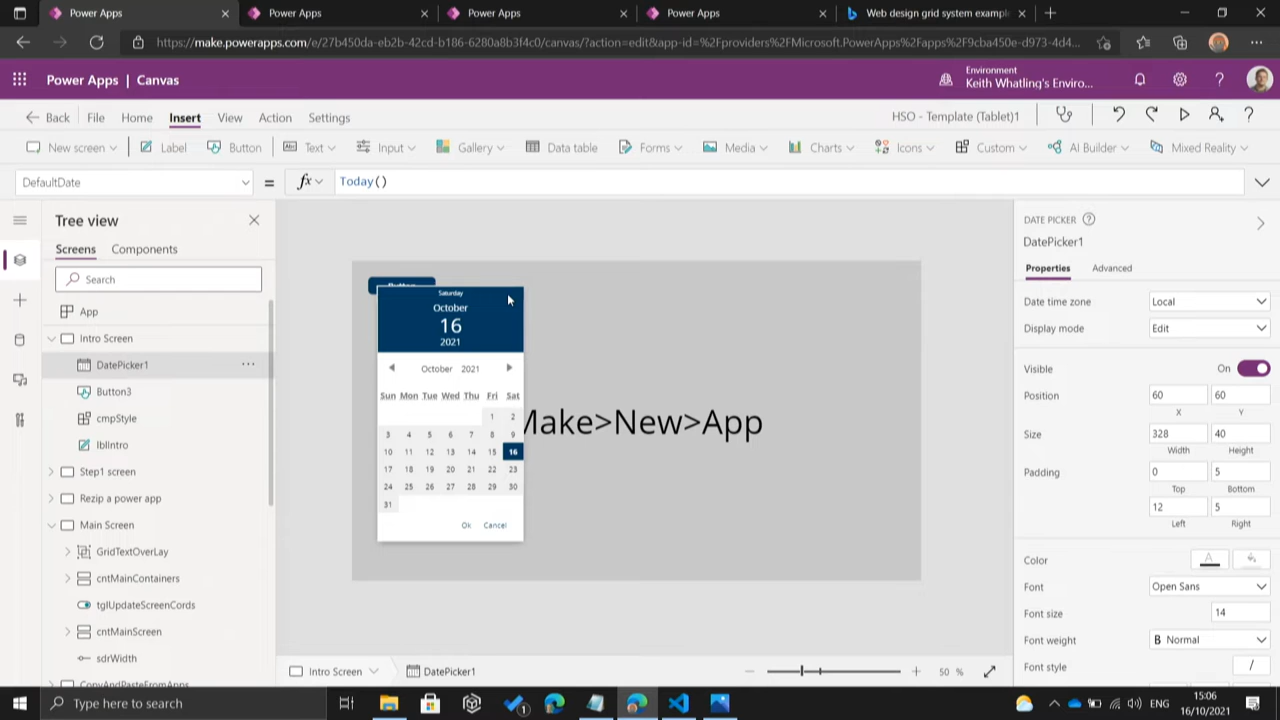 Power Apps
Power Apps
Power Apps
Power Apps
Web design grid system exampl
https://make.powerapps.com/e/27b450da-eb2b-42cd-b186-6280a8b3f4c0/canvas/?action=edit&app-id=%2Fproviders%2FMicrosoft.PowerApps%2Fapps%2F9cba450e-d973-4d4...
Power Apps | Canvas
Environment
Keith Whatling's Enviro...
Back File Home Insert View Action Settings
HSO - Template (Tablet)1
New screen Label Button Text Input Gallery Data table Forms Media Charts Icons Custom AI Builder Mixed Reality
DefaultDate = fx Today()
Tree view
Screens Components
Search
App
Intro Screen
DatePicker1
Button3
cmpStyle
lblIntro
Step1 screen
Rezip a power app
Main Screen
GridTextOverLay
cntMainContainers
tglUpdateScreenCords
cntMainScreen
sdrWidth
CopyAndPasteFromApps
Saturday
October
16
2021
October 2021
Sun Mon Tue Wed Thu Fri Sat
1 2
3 4 5 6 7 8 9
10 11 12 13 14 15 16
17 18 19 20 21 22 23
24 25 26 27 28 29 30
31
Ok Cancel
Make>New>App
Intro Screen DatePicker1
50 %
DATE PICKER
DatePicker1
Properties Advanced
Date time zone Local
Display mode Edit
Visible On
Position 60 60
X Y
Size 328 40
Width Height
Padding 0 5
Top Bottom
12 5
Left Right
Color
Font Open Sans
Font size 14
Font weight B Normal
Font style /
Type here to search
1
ENG
15:06
16/10/2021